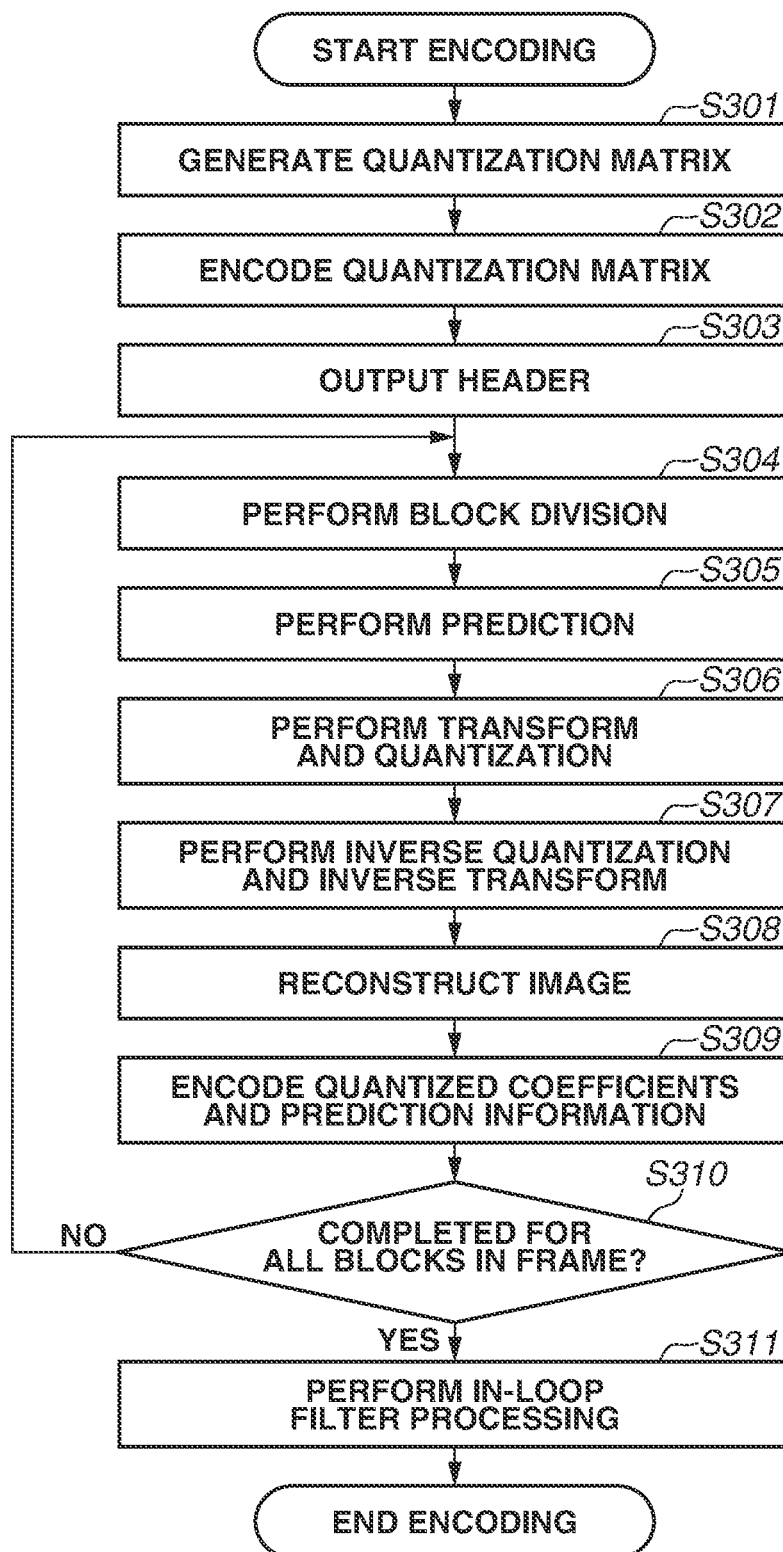 START ENCODING
S301
GENERATE QUANTIZATION MATRIX
S302
ENCODE QUANTIZATION MATRIX
S303
OUTPUT HEADER
S304
PERFORM BLOCK DIVISION
S305
PERFORM PREDICTION
S306
PERFORM TRANSFORM
AND QUANTIZATION
S307
PERFORM INVERSE QUANTIZATION
AND INVERSE TRANSFORM
S308
RECONSTRUCT IMAGE
S309
ENCODE QUANTIZED COEFFICIENTS
AND PREDICTION INFORMATION
S310
NO
COMPLETED FOR
ALL BLOCKS IN FRAME?
YES
S311
PERFORM IN-LOOP
FILTER PROCESSING
END ENCODING